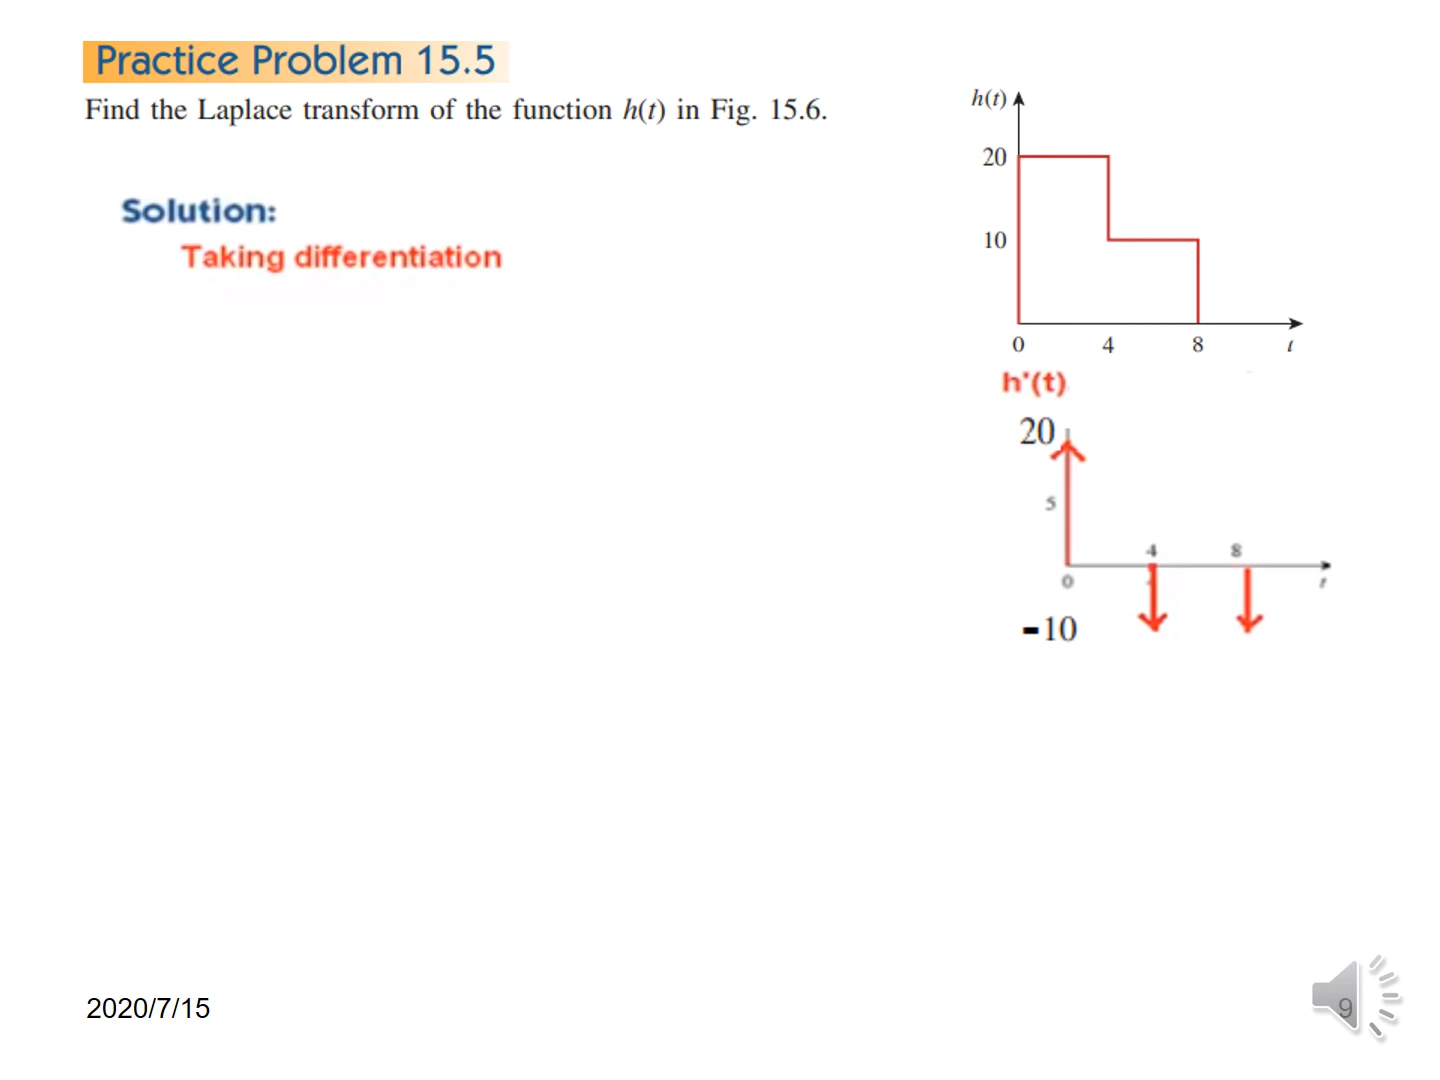 Practice Problem 15.5
Find the Laplace transform of the function h(t) in Fig. 15.6.
Solution:
Taking differentiation
h(t)
20
10
0 4 8 t
h'(t)
20
5
4 8
0 t
-10
2020/7/15
9